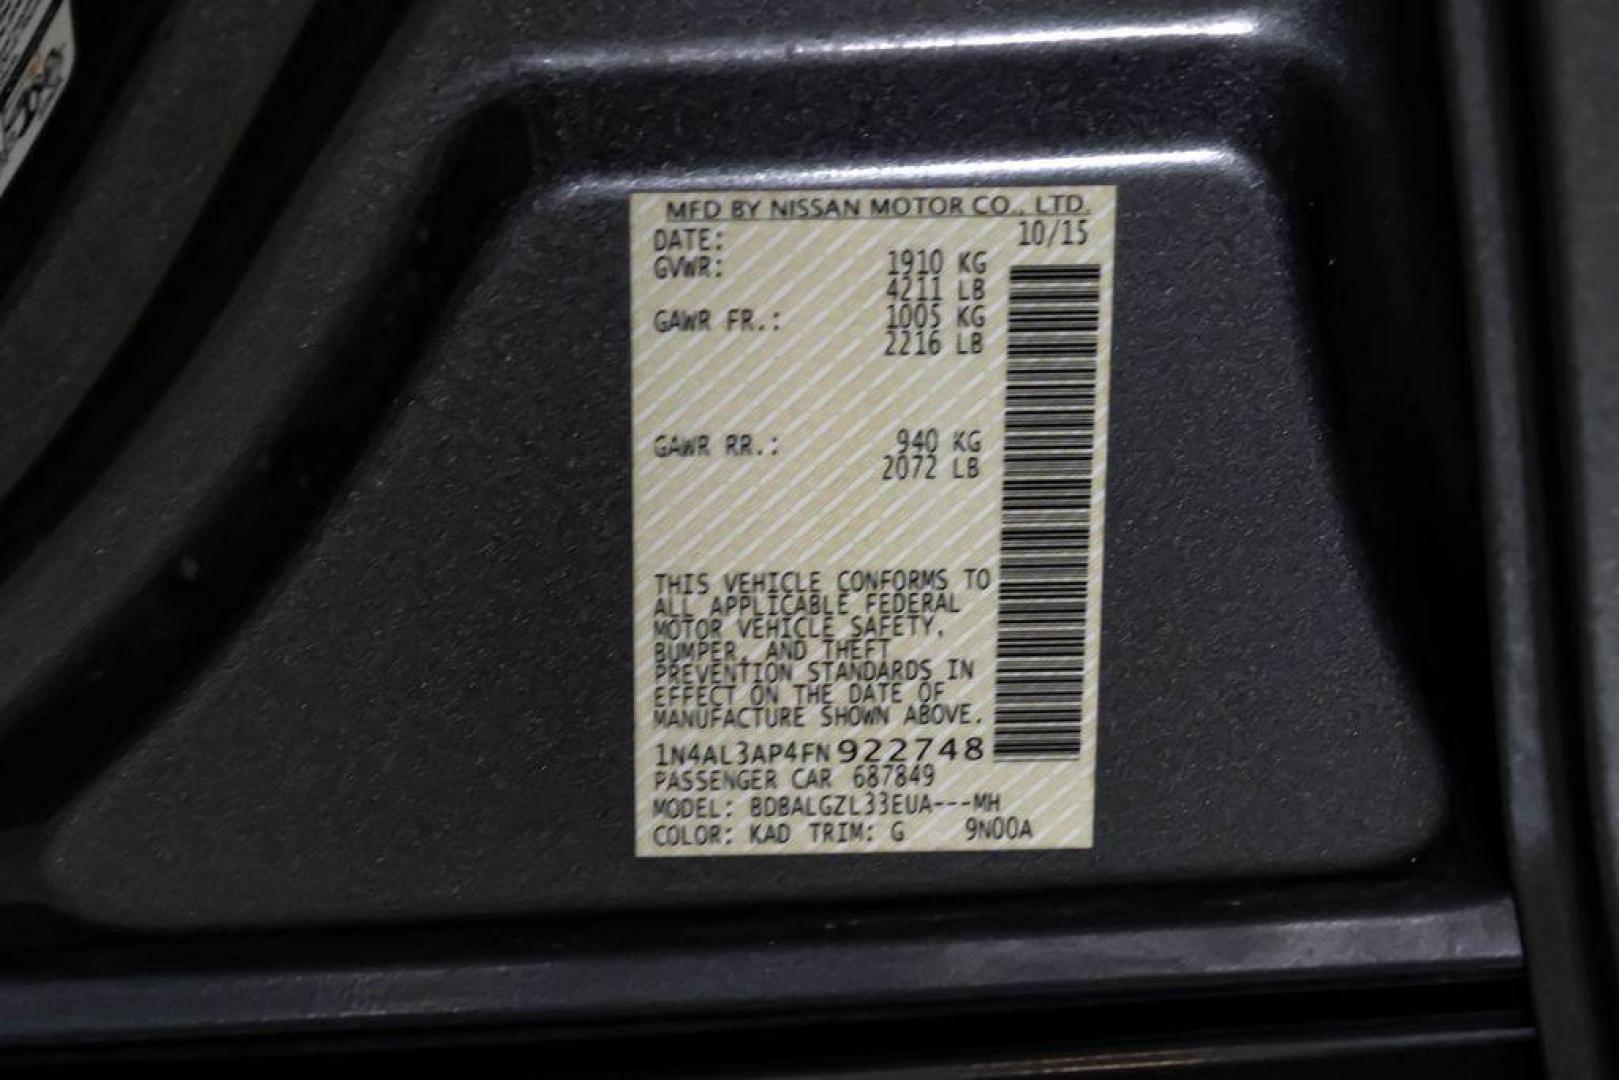 MFD BY NISSAN MOTOR CO., LTD.
DATE: 10/15
GVWR: 1910 KG
4211 LB
GAWR FR.: 1005 KG
2216 LB
GAWR RR.: 940 KG
2072 LB
THIS VEHICLE CONFORMS TO
ALL APPLICABLE FEDERAL
MOTOR VEHICLE SAFETY,
BUMPER, AND THEFT
PREVENTION STANDARDS IN
EFFECT ON THE DATE OF
MANUFACTURE SHOWN ABOVE.
1N4AL3AP4FN922748
PASSENGER CAR 687849
MODEL: BDBALGZL33EUA---MH
COLOR: KAD TRIM: G 9N00A